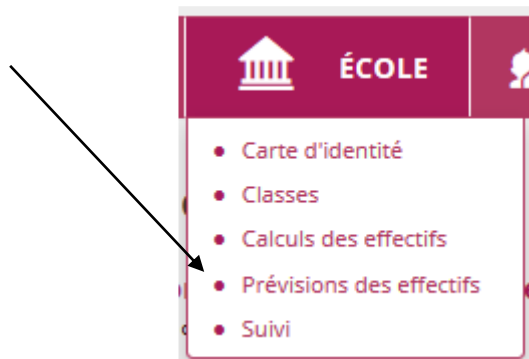 ÉCOLE
Carte d'identité
Classes
Calculs des effectifs
Prévisions des effectifs
Suivi